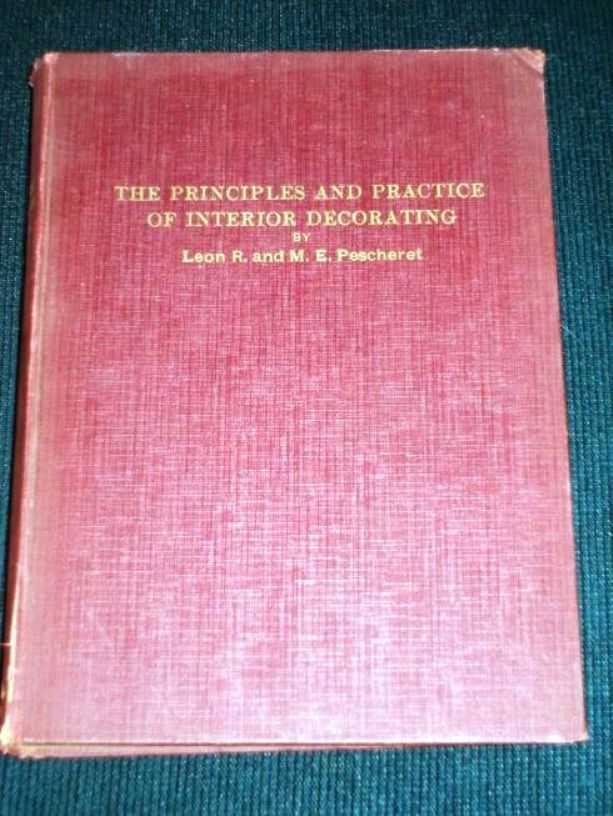 THE PRINCIPLES AND PRACTICE
OF INTERIOR DECORATING
BY
Leon R. and M. E. Pescheret